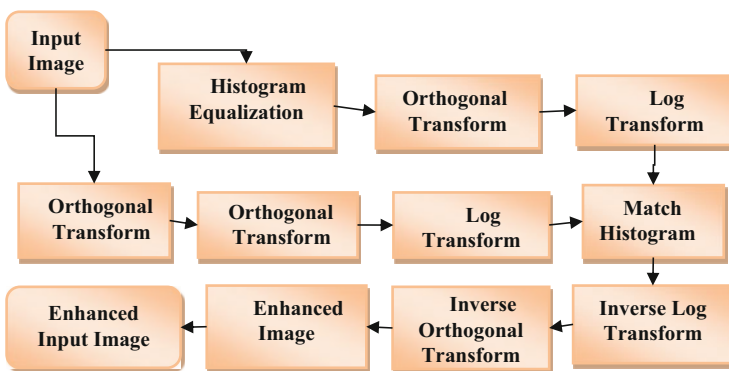 Input
Image
Histogram
Equalization
Orthogonal
Transform
Log
Transform
Orthogonal
Transform
Orthogonal
Transform
Log
Transform
Match
Histogram
Enhanced
Input Image
Enhanced
Image
Inverse
Orthogonal
Transform
Inverse Log
Transform